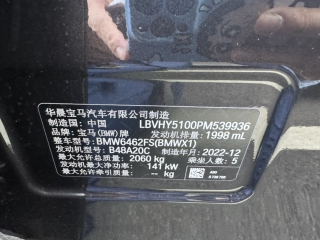 华晨宝马汽车有限公司制造
制造国：中国 LBVHY5100PM539936
品牌：宝马(BMW)牌 发动机排量：1998 mL
整车型号：BMW6462FS(BMWX1)
发动机型号：B48A20C 制造年月：2022-12
最大允许总质量：2060 kg 乘坐人数：5
发动机最大净功率：141 kW
最大允许牵引质量：—— kg